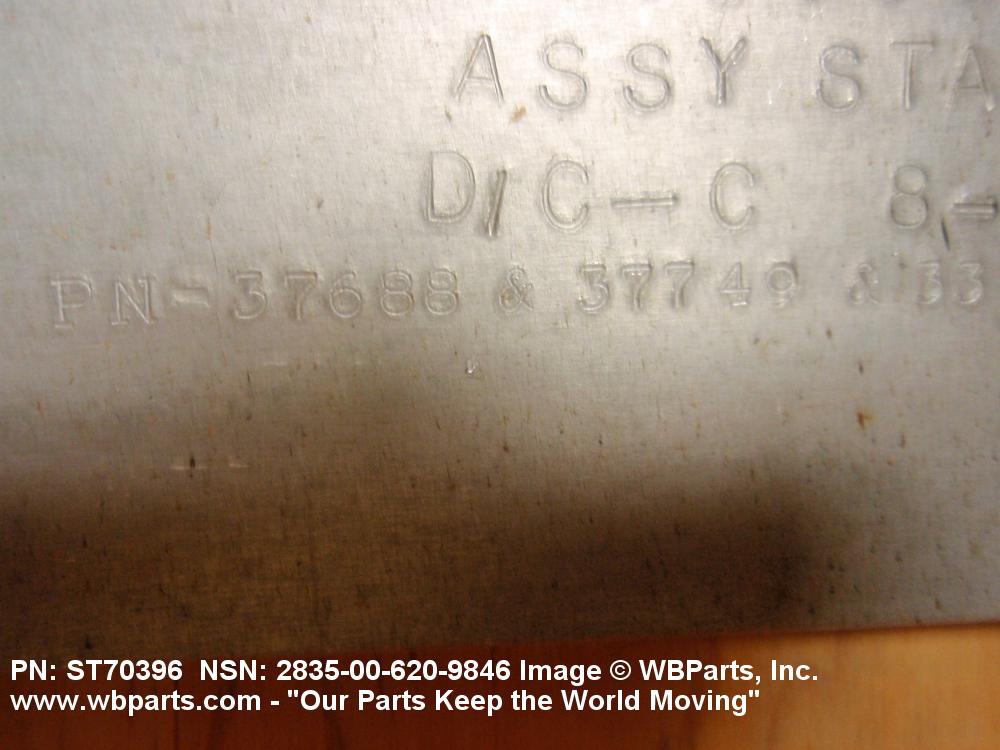 ASSY STA
D/C-C 8-
PN-37688 & 37749 & 33
PN: ST70396 NSN: 2835-00-620-9846 Image © WBParts, Inc.
www.wbparts.com - "Our Parts Keep the World Moving"